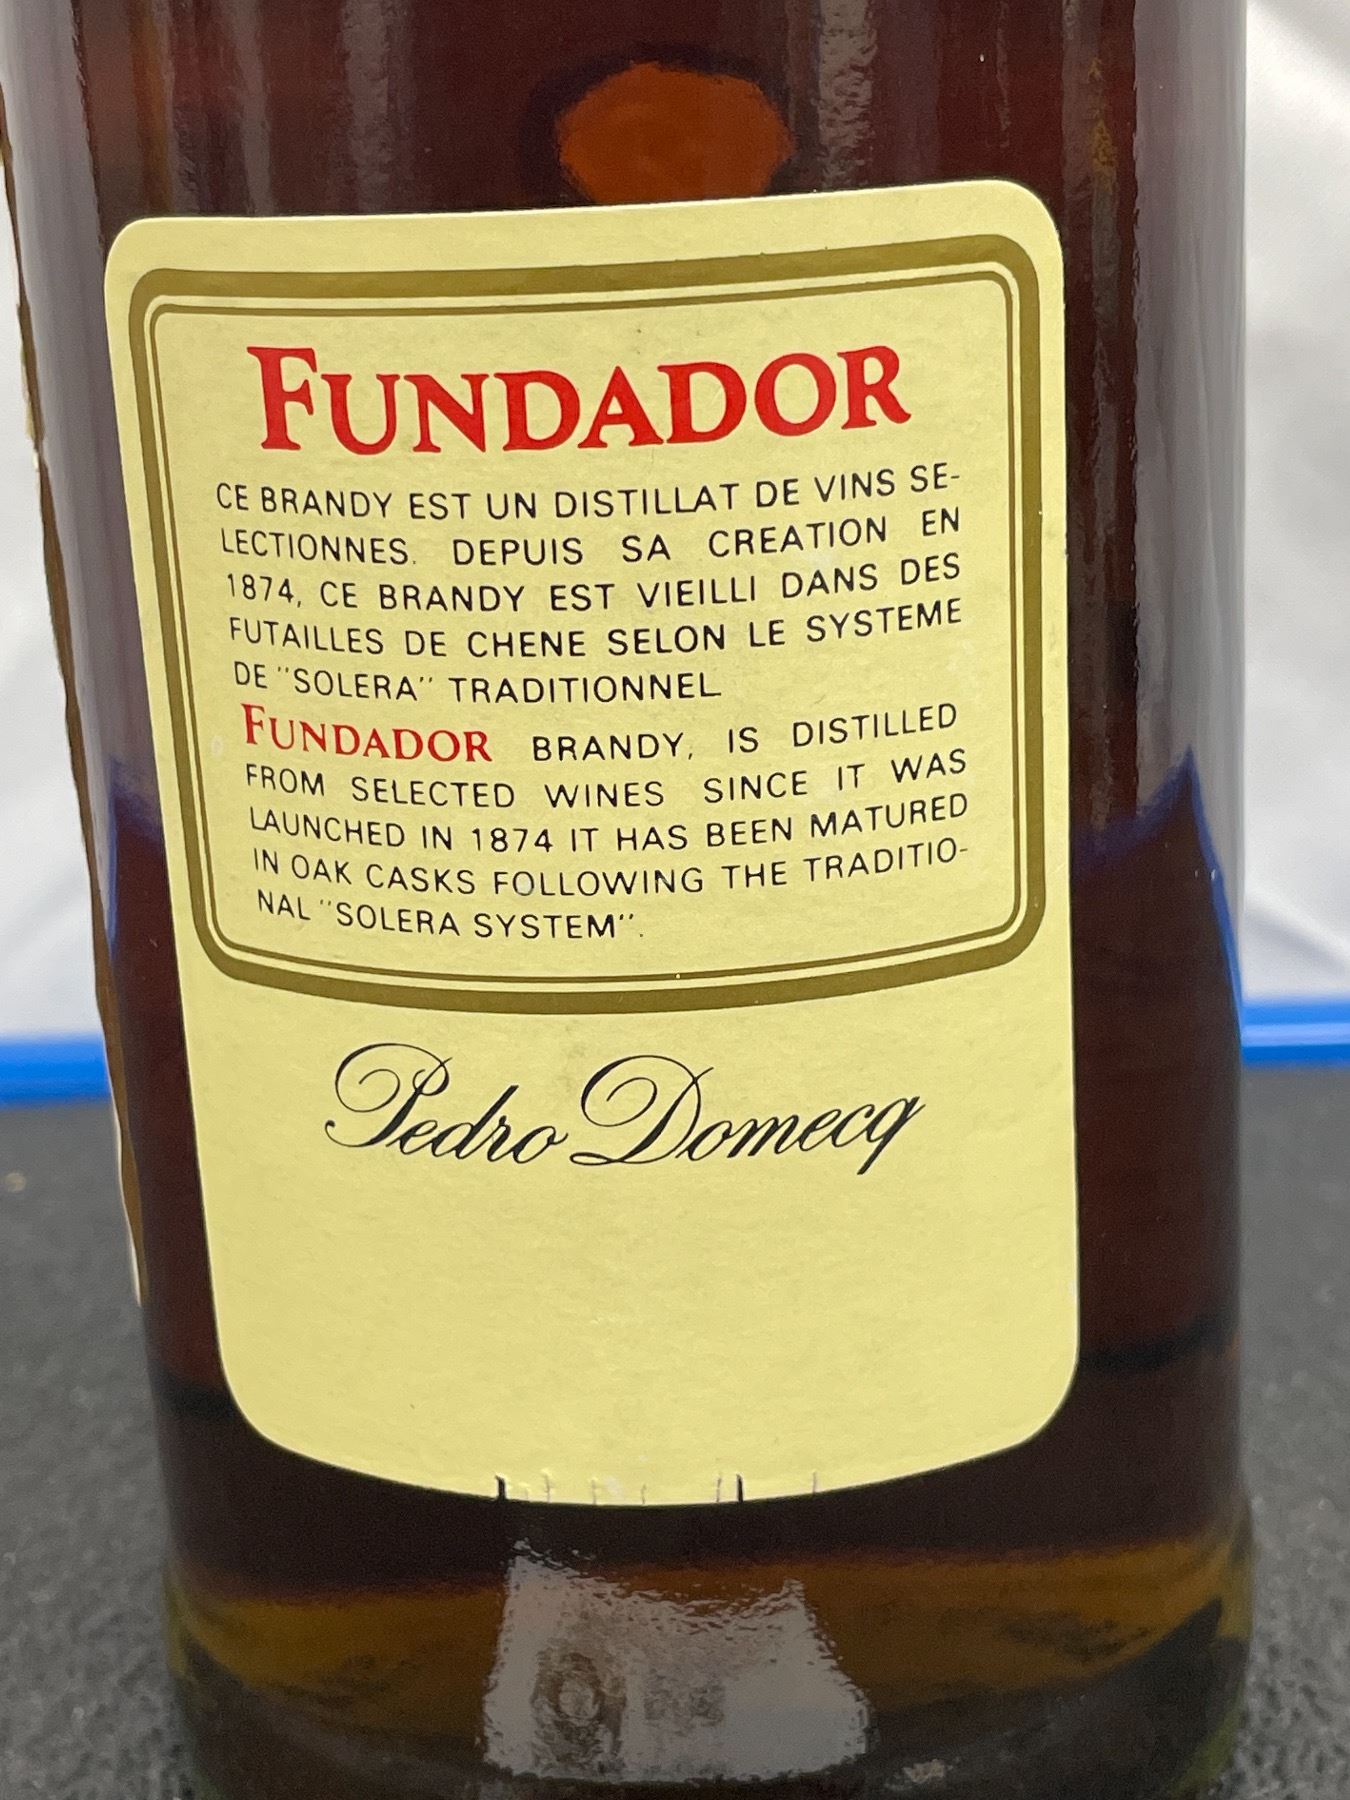 FUNDADOR
CE BRANDY EST UN DISTILLAT DE VINS SE-
LECTIONNES. DEPUIS SA CREATION EN
1874, CE BRANDY EST VIEILLI DANS DES
FUTAILLES DE CHENE SELON LE SYSTEME
DE "SOLERA" TRADITIONNEL
FUNDADOR BRANDY, IS DISTILLED
FROM SELECTED WINES SINCE IT WAS
LAUNCHED IN 1874 IT HAS BEEN MATURED
IN OAK CASKS FOLLOWING THE TRADITIO-
NAL "SOLERA SYSTEM".
Pedro Domecq